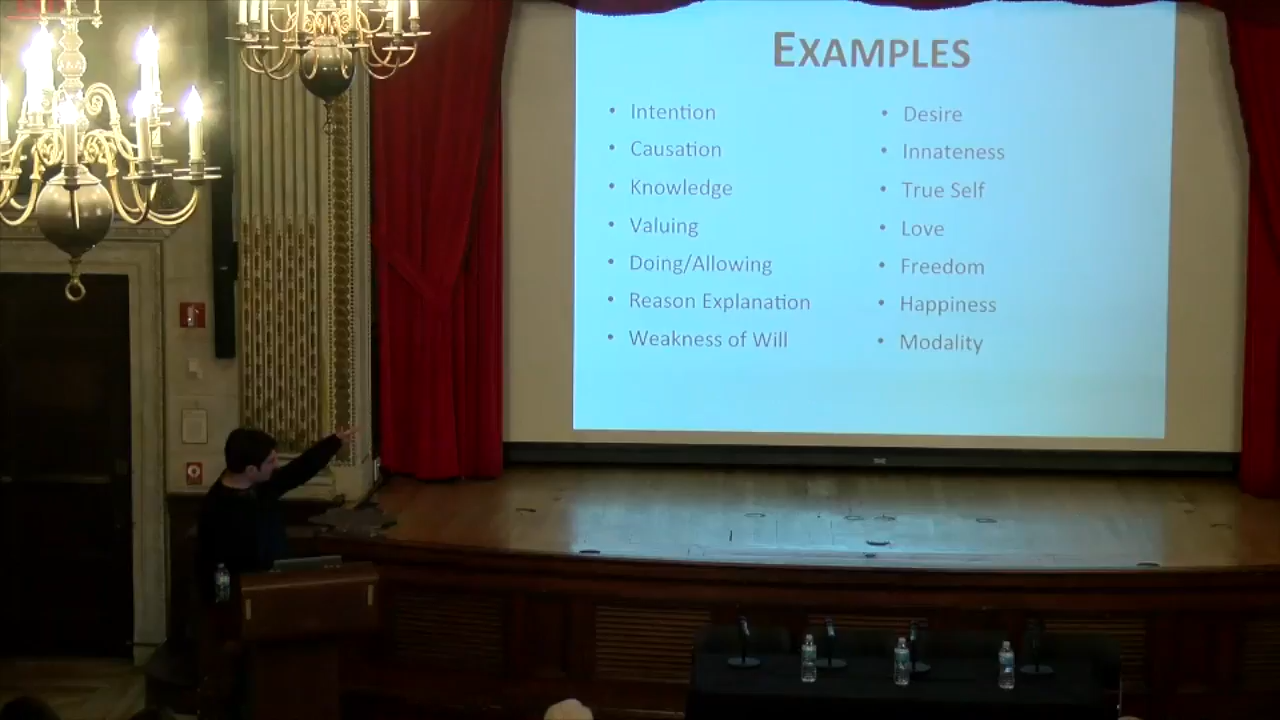 EXAMPLES
• Intention
• Causation
• Knowledge
• Valuing
• Doing/Allowing
• Reason Explanation
• Weakness of Will
• Desire
• Innateness
• True Self
• Love
• Freedom
• Happiness
• Modality